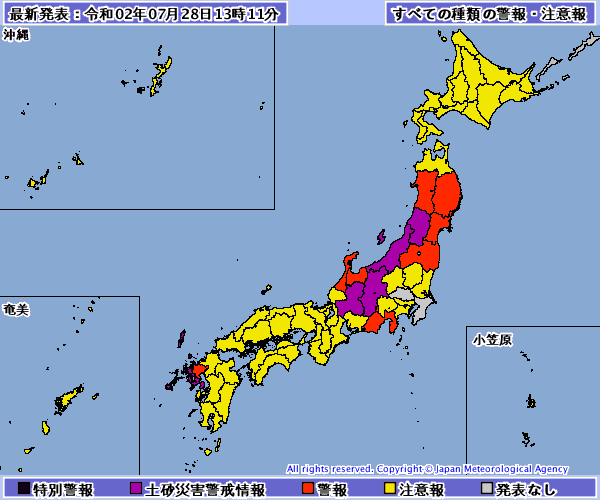 最新発表：令和02年07月28日13時11分
すべての種類の警報・注意報
沖縄
奄美
小笠原
All rights reserved. Copyright © Japan Meteorological Agency
特別警報 土砂災害警戒情報 警報 注意報 発表なし